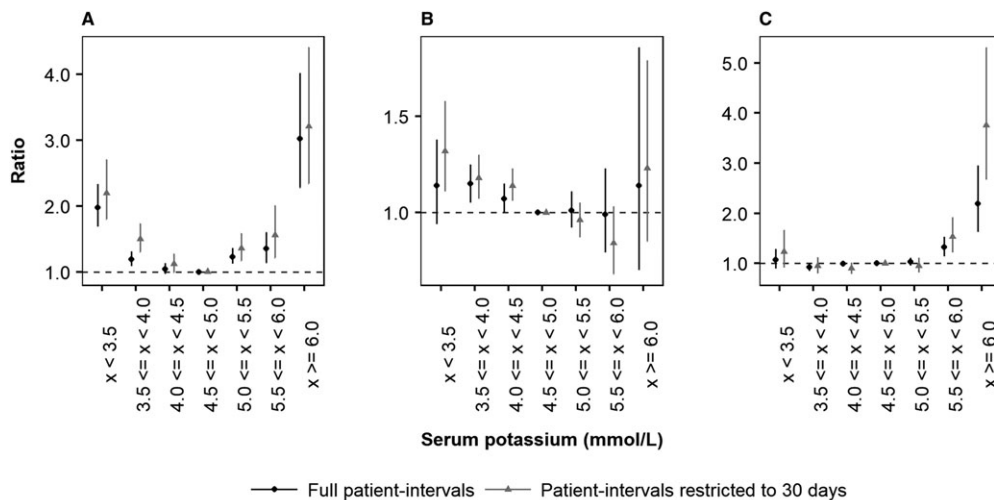 A
B
C
Ratio
4.0
3.0
2.0
1.0
1.5
1.0
5.0
4.0
3.0
2.0
1.0
x < 3.5
3.5 <= x < 4.0
4.0 <= x < 4.5
4.5 <= x < 5.0
5.0 <= x < 5.5
5.5 <= x < 6.0
x >= 6.0
x < 3.5
3.5 <= x < 4.0
4.0 <= x < 4.5
4.5 <= x < 5.0
5.0 <= x < 5.5
5.5 <= x < 6.0
x >= 6.0
x < 3.5
3.5 <= x < 4.0
4.0 <= x < 4.5
4.5 <= x < 5.0
5.0 <= x < 5.5
5.5 <= x < 6.0
x >= 6.0
Serum potassium (mmol/L)
Full patient-intervals
Patient-intervals restricted to 30 days